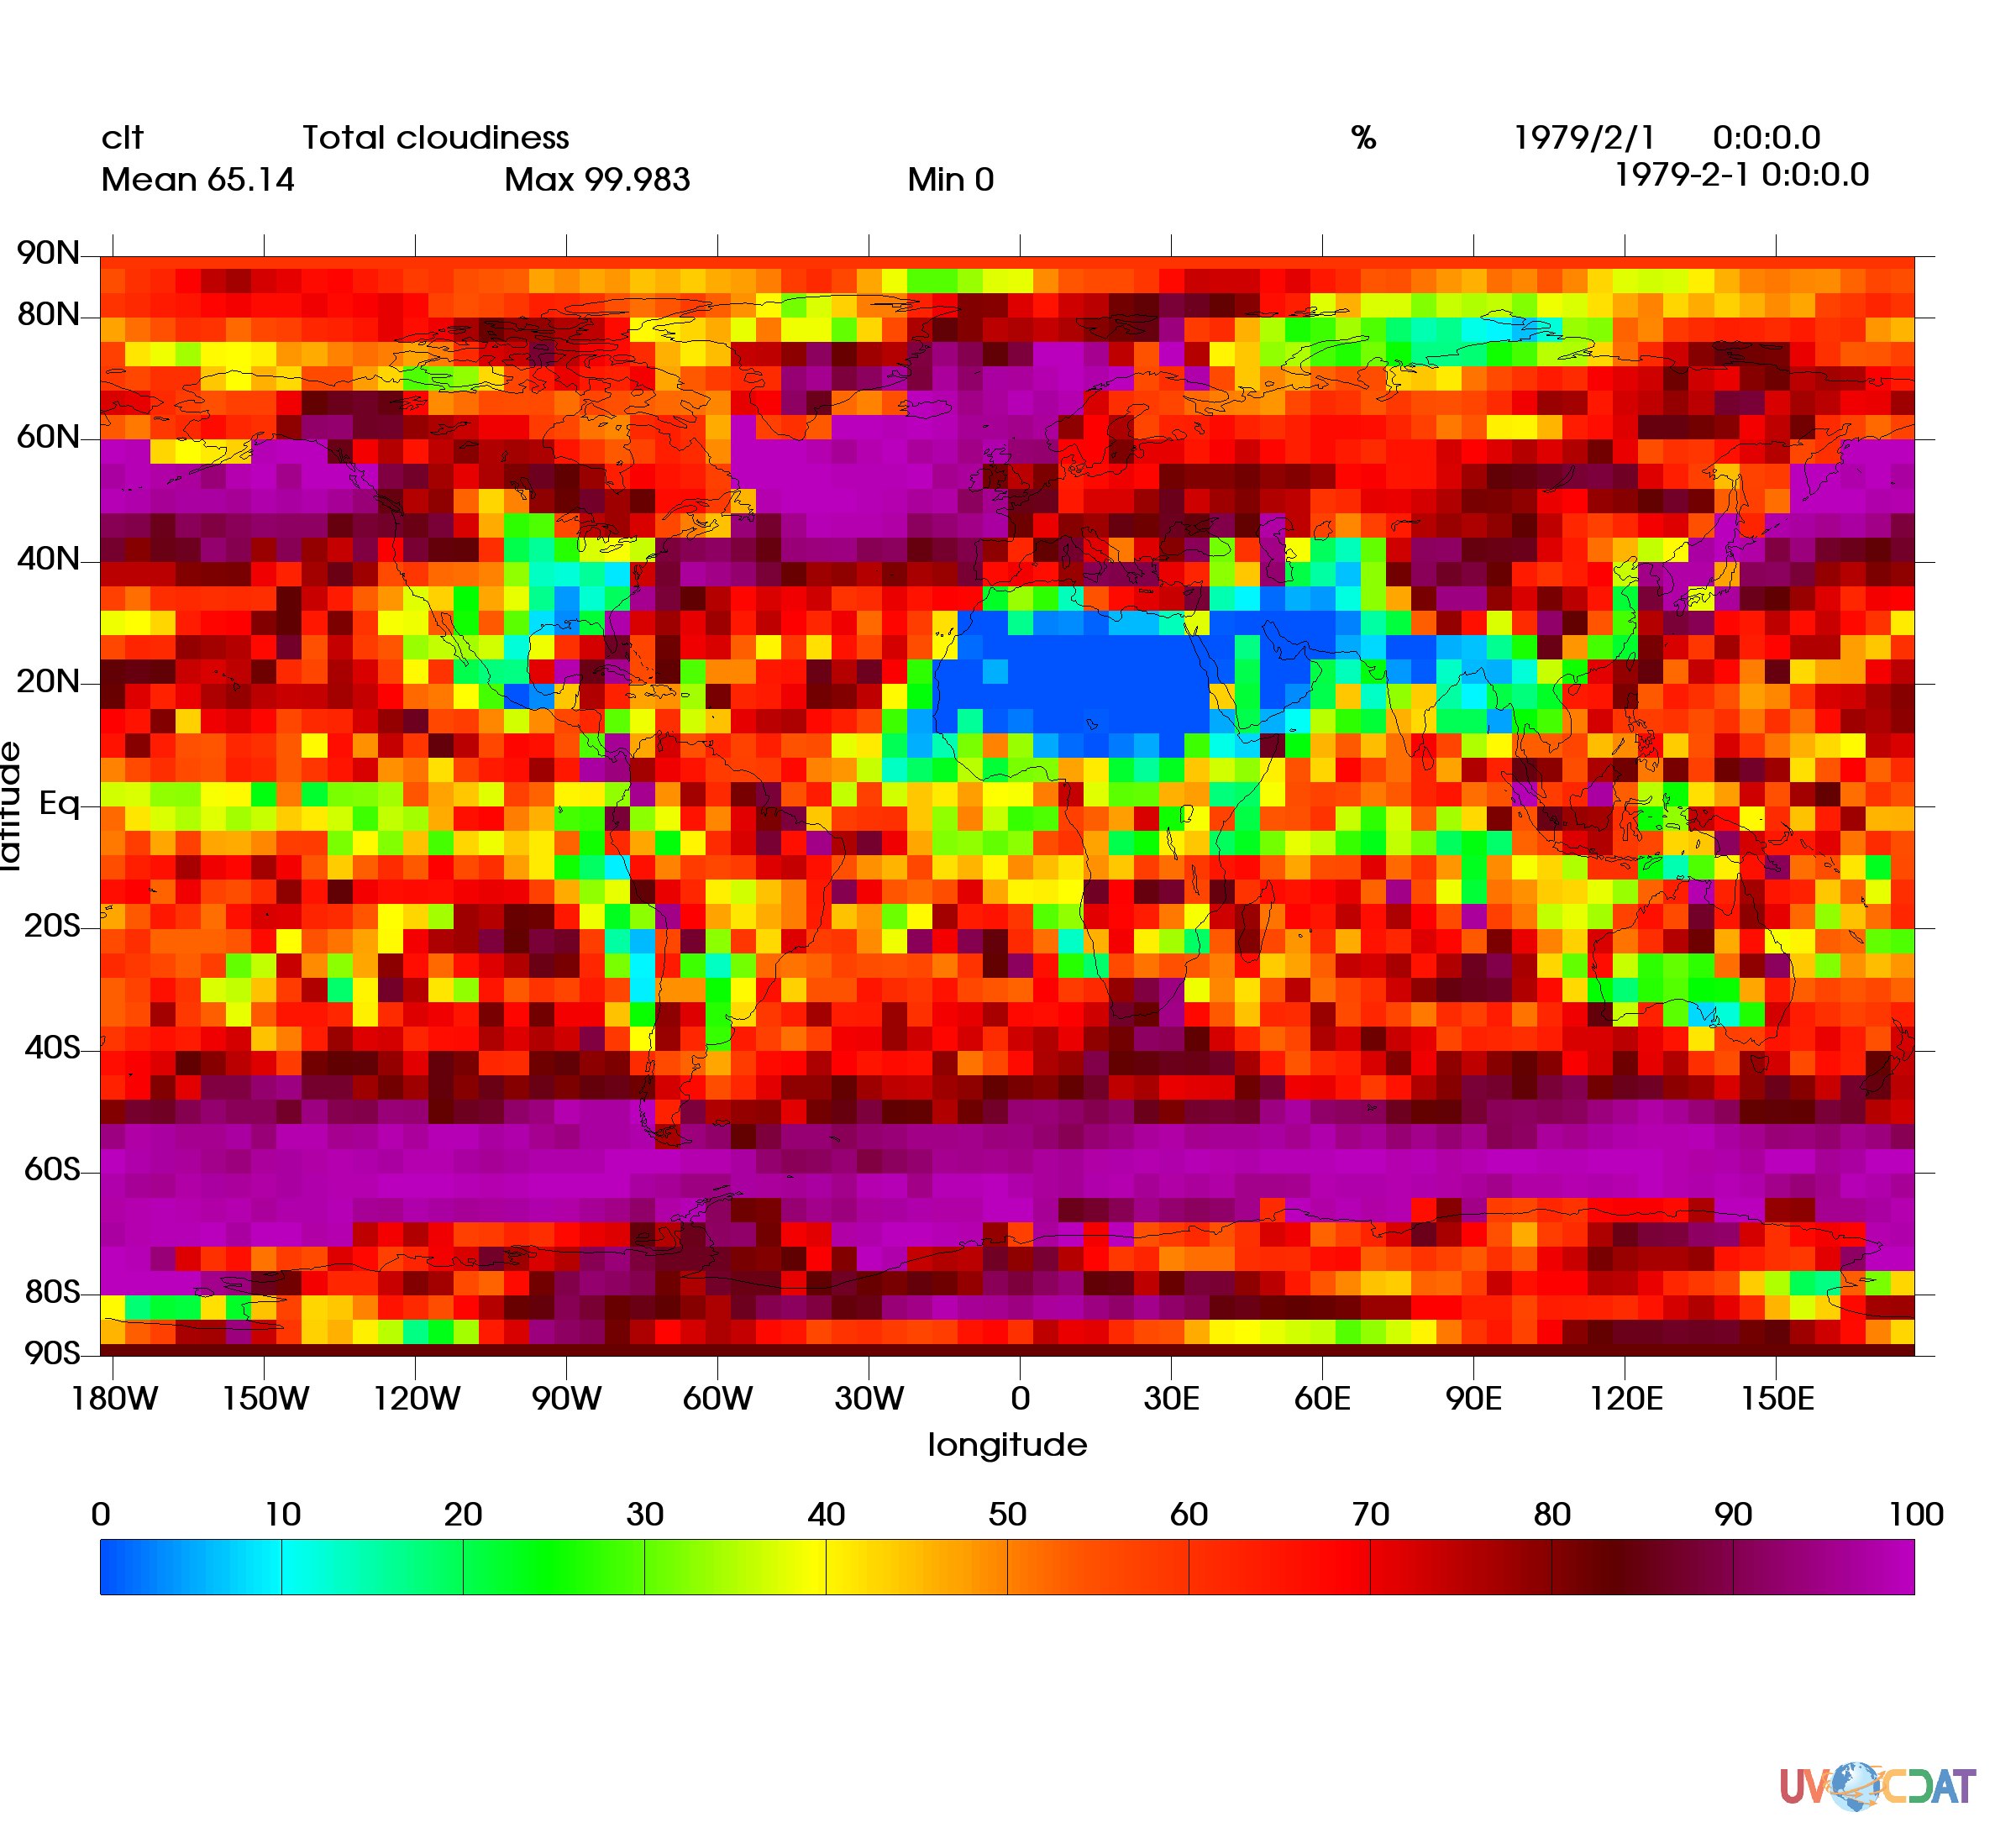 clt Total cloudiness % 1979/2/1 0:0:0.0
Mean 65.14 Max 99.983 Min 0 1979-2-1 0:0:0.0
90N
80N
60N
40N
20N
Eq
20S
40S
60S
80S
90S
latitude
180W 150W 120W 90W 60W 30W 0 30E 60E 90E 120E 150E
longitude
0 10 20 30 40 50 60 70 80 90 100
UV CDAT